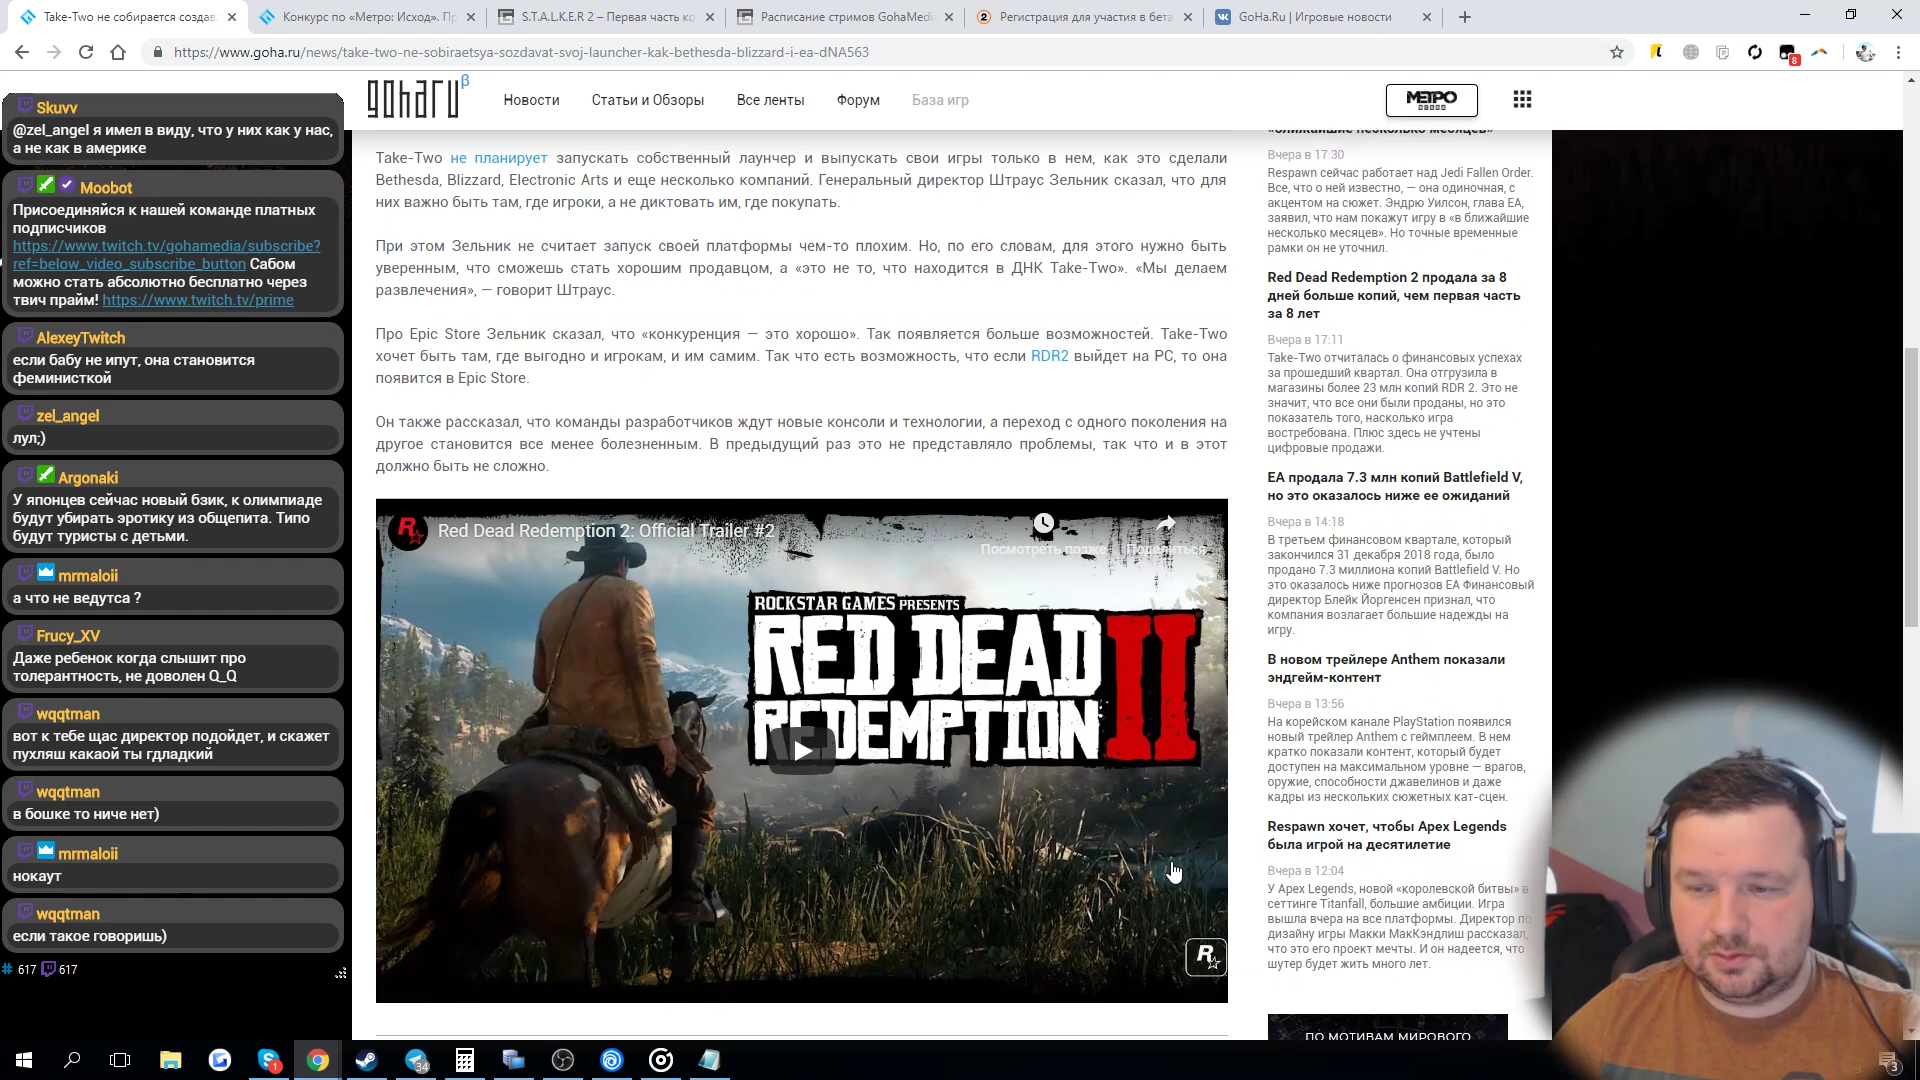 Take-Two не собирается создав
Конкурс по «Метро: Исход». Пр
S.T.A.L.K.E.R 2 – Первая часть ко
Расписание стримов GohaMedi
Регистрация для участия в бета
GoHa.Ru | Игровые новости
https://www.goha.ru/news/take-two-ne-sobiraetsya-sozdavat-svoj-launcher-kak-bethesda-blizzard-i-ea-dNA563
8
goharu β
Новости
Статьи и Обзоры
Все ленты
Форум
База игр
МЕТРО
Skuvv
@zel_angel я имел в виду, что у них как у нас,
а не как в америке
Moobot
Присоединяйся к нашей команде платных
подписчиков
https://www.twitch.tv/gohamedia/subscribe?
ref=below_video_subscribe_button Сабом
можно стать абсолютно бесплатно через
твич прайм! https://www.twitch.tv/prime
AlexeyTwitch
если бабу не ипут, она становится
феминисткой
zel_angel
лул;)
Argonaki
У японцев сейчас новый бзик, к олимпиаде
будут убирать эротику из общепита. Типо
будут туристы с детьми.
mrmaloii
а что не ведутса ?
Frucy_XV
Даже ребенок когда слышит про
толерантность, не доволен Q_Q
wqqtman
вот к тебе щас директор подойдет, и скажет
пухляш какаой ты гдладкий
wqqtman
в бошке то ниче нет)
mrmaloii
нокаут
wqqtman
если такое говоришь)
# 617 617
Take-Two не планирует запускать собственный лаунчер и выпускать свои игры только в нем, как это сделали
Bethesda, Blizzard, Electronic Arts и еще несколько компаний. Генеральный директор Штраус Зельник сказал, что для
них важно быть там, где игроки, а не диктовать им, где покупать.
При этом Зельник не считает запуск своей платформы чем-то плохим. Но, по его словам, для этого нужно быть
уверенным, что сможешь стать хорошим продавцом, а «это не то, что находится в ДНК Take-Two». «Мы делаем
развлечения», — говорит Штраус.
Про Epic Store Зельник сказал, что «конкуренция — это хорошо». Так появляется больше возможностей. Take-Two
хочет быть там, где выгодно и игрокам, и им самим. Так что есть возможность, что если RDR2 выйдет на PC, то она
появится в Epic Store.
Он также рассказал, что команды разработчиков ждут новые консоли и технологии, а переход с одного поколения на
другое становится все менее болезненным. В предыдущий раз это не представляло проблемы, так что и в этот
должно быть не сложно.
Red Dead Redemption 2: Official Trailer #2
Посмотреть позже
Поделиться
ROCKSTAR GAMES PRESENTS
RED DEAD
REDEMPTION
II
«ближайшие несколько месяцев»
Вчера в 17:30
Respawn сейчас работает над Jedi Fallen Order.
Все, что о ней известно, — она одиночная, с
акцентом на сюжет. Эндрю Уилсон, глава EA,
заявил, что нам покажут игру в «в ближайшие
несколько месяцев». Но точные временные
рамки он не уточнил.
Red Dead Redemption 2 продала за 8
дней больше копий, чем первая часть
за 8 лет
Вчера в 17:11
Take-Two отчиталась о финансовых успехах
за прошедший квартал. Она отгрузила в
магазины более 23 млн копий RDR 2. Это не
значит, что все они были проданы, но это
показатель того, насколько игра
востребована. Плюс здесь не учтены
цифровые продажи.
EA продала 7.3 млн копий Battlefield V,
но это оказалось ниже ее ожиданий
Вчера в 14:18
В третьем финансовом квартале, который
закончился 31 декабря 2018 года, было
продано 7.3 миллиона копий Battlefield V. Но
это оказалось ниже прогнозов EA Финансовый
директор Блейк Йоргенсен признал, что
компания возлагает большие надежды на
игру.
В новом трейлере Anthem показали
эндгейм-контент
Вчера в 13:56
На корейском канале PlayStation появился
новый трейлер Anthem с геймплеем. В нем
кратко показали контент, который будет
доступен на максимальном уровне — врагов,
оружие, способности джавелинов и даже
кадры из нескольких сюжетных кат-сцен.
Respawn хочет, чтобы Apex Legends
была игрой на десятилетие
Вчера в 12:04
У Apex Legends, новой «королевской битвы» в
сеттинге Titanfall, большие амбиции. Игра
вышла вчера на все платформы. Директор по
дизайну игры Макки МакКэндлиш рассказал,
что это его проект мечты. И он надеется, что
шутер будет жить много лет.
ПО МОТИВАМ МИРОВОГО
1
34
3